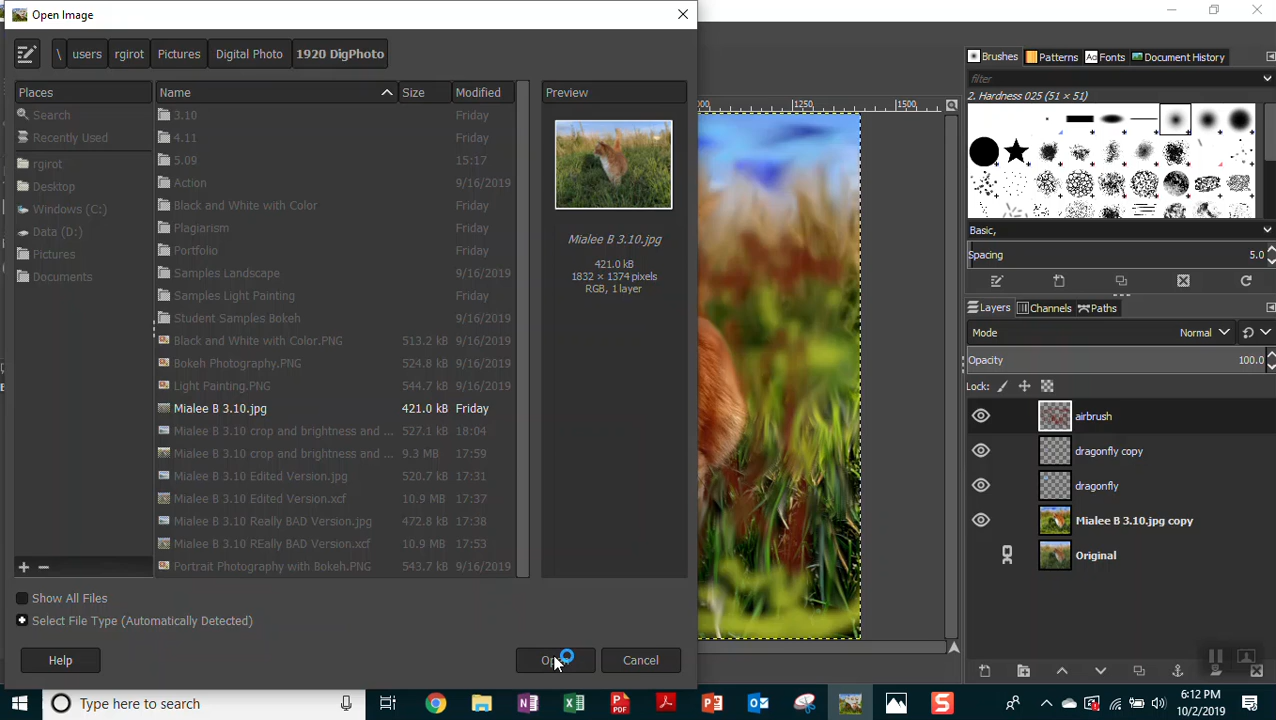 Open Image
\ users rgirot Pictures Digital Photo 1920 DigPhoto
Places
Search
Recently Used
rgirot
Desktop
Windows (C:)
Data (D:)
Pictures
Documents
Name Size Modified
3.10 Friday
4.11 Friday
5.09 15:17
Action 9/16/2019
Black and White with Color Friday
Plagiarism Friday
Portfolio Friday
Samples Landscape Friday
Samples Light Painting Friday
Student Samples Bokeh Friday
Black and White with Color.PNG 513.2 kB 9/16/2019
Bokeh Photography.PNG 524.8 kB 9/16/2019
Light Painting.PNG 544.7 kB 9/16/2019
Mialee B 3.10.jpg 421.0 kB Friday
Mialee B 3.10 crop and brightness and ... 527.1 kB 18:04
Mialee B 3.10 crop and brightness and ... 9.3 MB 17:59
Mialee B 3.10 Edited Version.jpg 527.1 kB 17:31
Mialee B 3.10 Edited Version.xcf 10.9 MB 17:37
Mialee B 3.10 Really BAD Version.jpg 472.8 kB 17:38
Mialee B 3.10 REally BAD Version.xcf 10.9 MB 17:53
Portrait Photography with Bokeh.PNG 543.7 kB 9/16/2019
Preview
Mialee B 3.10.jpg
421.0 kB
1832 × 1374 pixels
RGB, 1 layer
Show All Files
Select File Type (Automatically Detected)
Help Cancel
1250 1500
Brushes Patterns Fonts Document History
filter
2. Hardness 025 (51 × 51)
Basic,
Spacing 5.0
Layers Channels Paths
Mode Normal
Opacity 100.0
Lock:
airbrush
dragonfly copy
dragonfly
Mialee B 3.10.jpg copy
Original
Type here to search
6:12 PM
10/2/2019